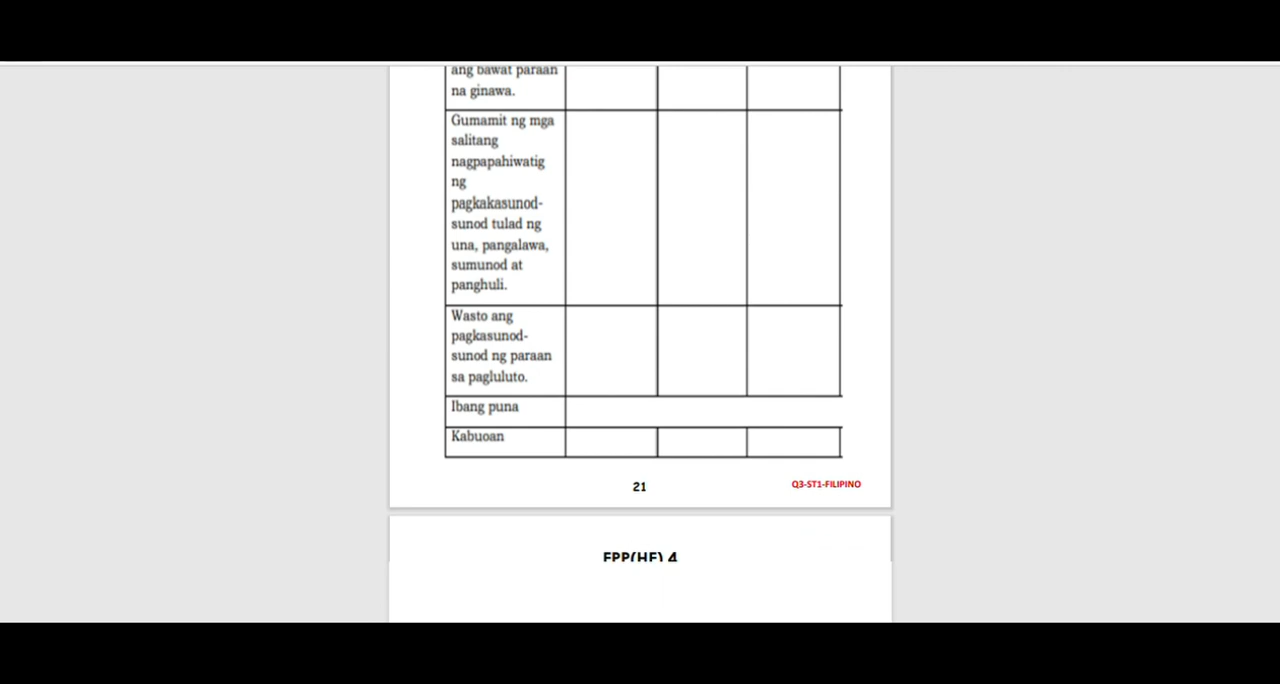 ang bawat paraan
na ginawa.
Gumamit ng mga
salitang
nagpapahiwatig
ng
pagkakasunod-
sunod tulad ng
una, pangalawa,
sumunod at
panghuli.
Wasto ang
pagkasunod-
sunod ng paraan
sa pagluluto.
Ibang puna
Kabuoan
21
Q3-ST1-FILIPINO
EPP(HE) 4